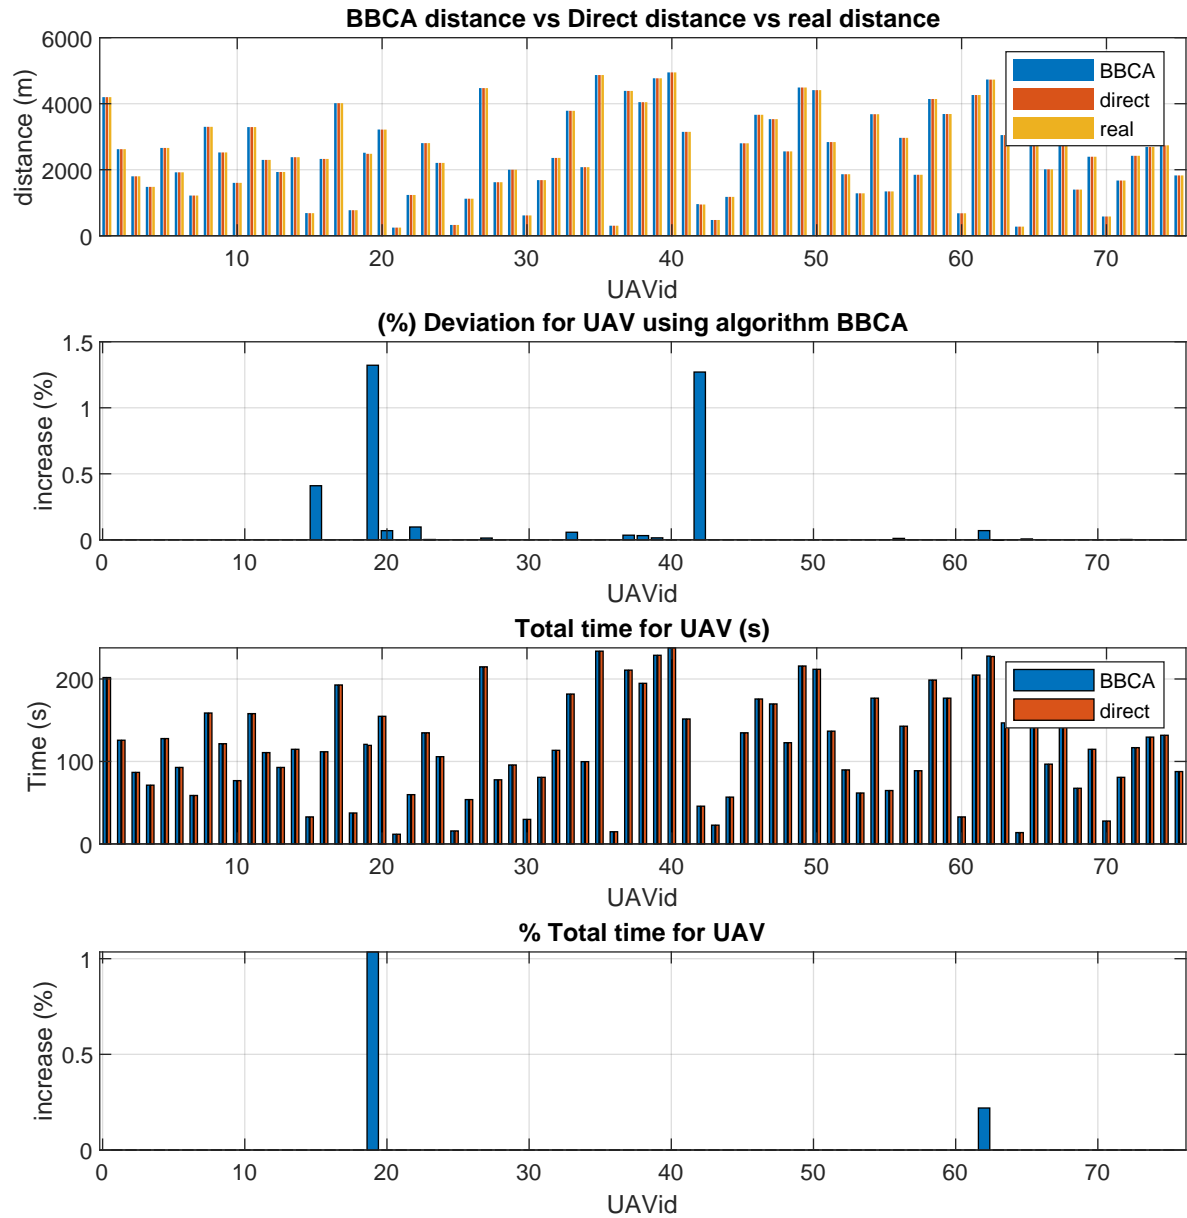 BBCA distance vs Direct distance vs real distance
6000
4000
2000
0
distance (m)
BBCA
direct
real
10 20 30 40 50 60 70
UAVid
(%) Deviation for UAV using algorithm BBCA
1.5
1
0.5
0
increase (%)
0 10 20 30 40 50 60 70
UAVid
Total time for UAV (s)
200
100
0
Time (s)
BBCA
direct
10 20 30 40 50 60 70
UAVid
% Total time for UAV
1
0.5
0
increase (%)
0 10 20 30 40 50 60 70
UAVid